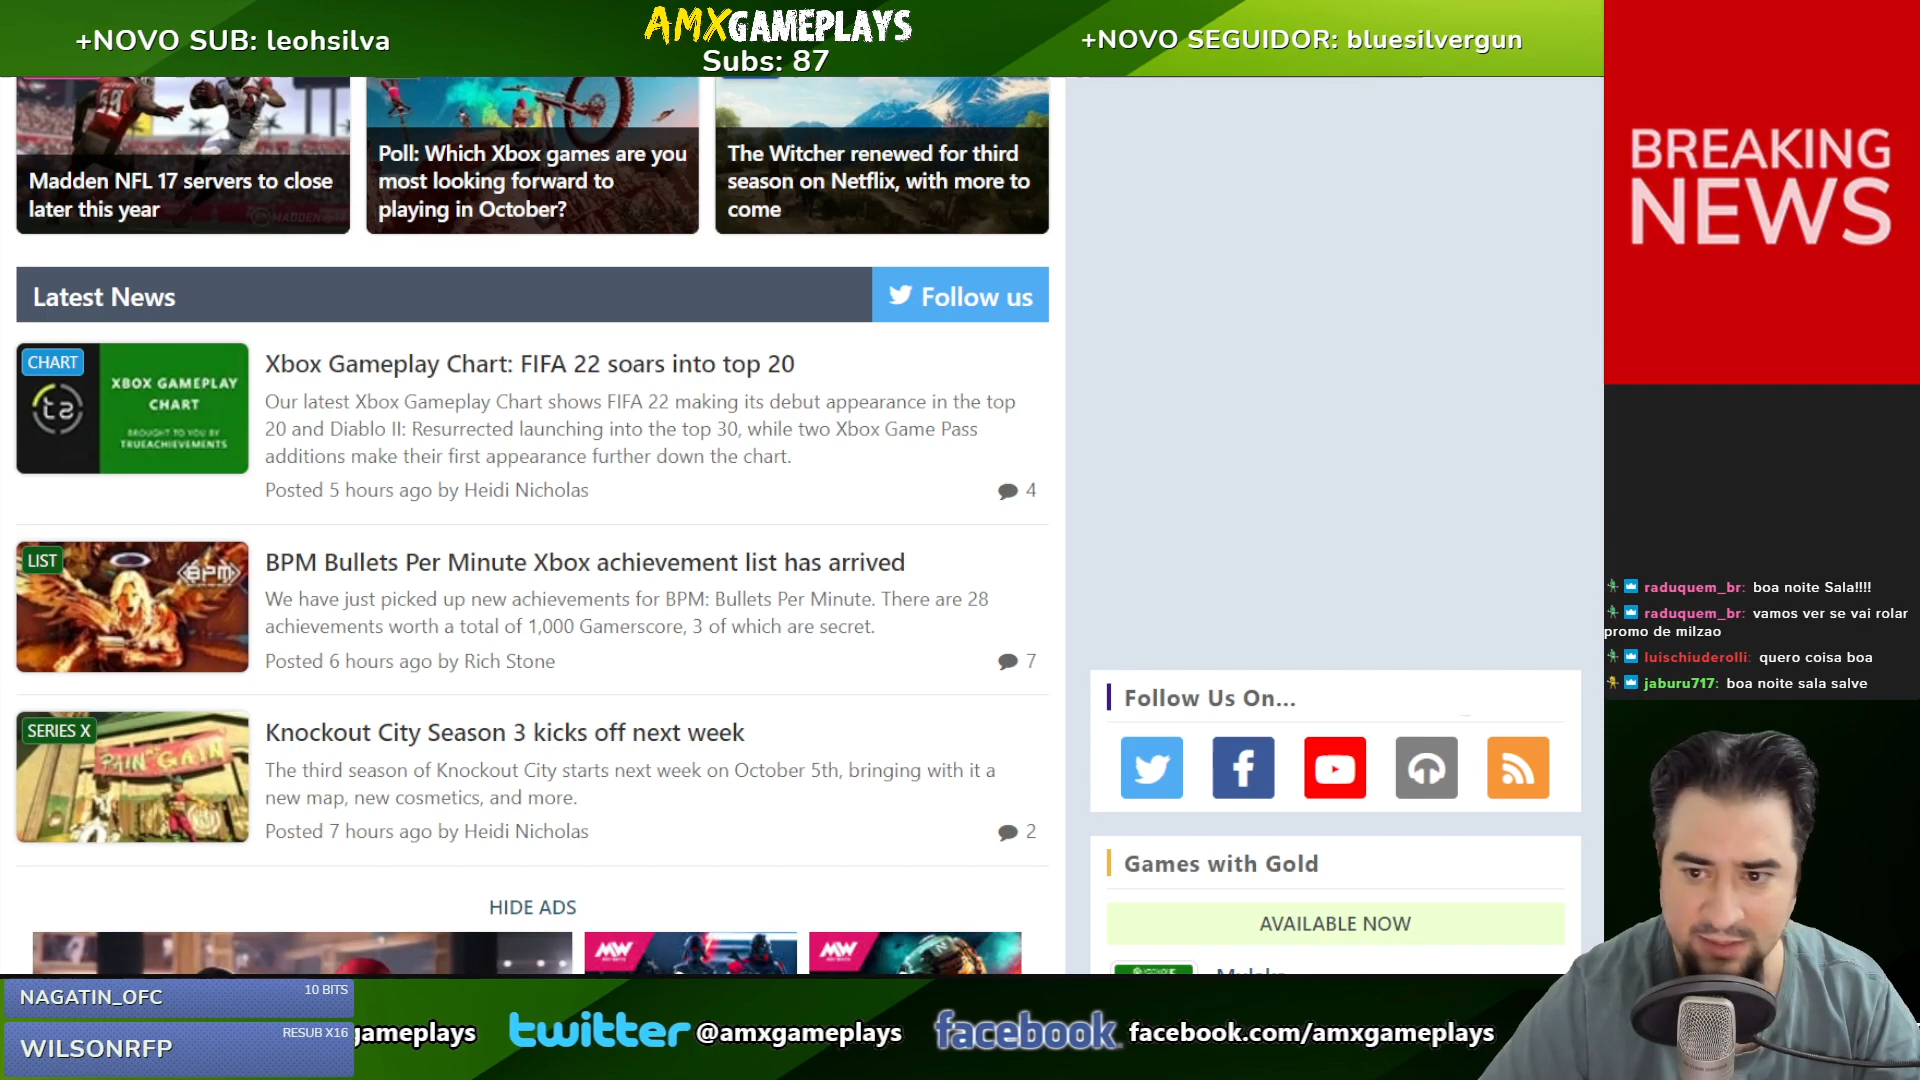 +NOVO SUB: leohsilva
AMXGAMEPLAYS
Subs: 87
+NOVO SEGUIDOR: bluesilvergun
BREAKING
NEWS
Madden NFL 17 servers to close
later this year
Poll: Which Xbox games are you
most looking forward to
playing in October?
The Witcher renewed for third
season on Netflix, with more to
come
Latest News
Follow us
CHART
XBOX GAMEPLAY
CHART
BROUGHT TO YOU BY
TRUEACHIEVEMENTS
Xbox Gameplay Chart: FIFA 22 soars into top 20
Our latest Xbox Gameplay Chart shows FIFA 22 making its debut appearance in the top
20 and Diablo II: Resurrected launching into the top 30, while two Xbox Game Pass
additions make their first appearance further down the chart.
Posted 5 hours ago by Heidi Nicholas
4
LIST
BPM
BPM Bullets Per Minute Xbox achievement list has arrived
We have just picked up new achievements for BPM: Bullets Per Minute. There are 28
achievements worth a total of 1,000 Gamerscore, 3 of which are secret.
Posted 6 hours ago by Rich Stone
7
SERIES X
PAIN GAIN
Knockout City Season 3 kicks off next week
The third season of Knockout City starts next week on October 5th, bringing with it a
new map, new cosmetics, and more.
Posted 7 hours ago by Heidi Nicholas
2
HIDE ADS
MW
MW
Follow Us On...
Games with Gold
AVAILABLE NOW
raduquem_br: boa noite Sala!!!!
raduquem_br: vamos ver se vai rolar
promo de milzao
luischiuderolli: quero coisa boa
jaburu717: boa noite sala salve
NAGATIN_OFC
10 BITS
WILSONRFP
RESUB X16
gameplays
twitter @amxgameplays
facebook facebook.com/amxgameplays